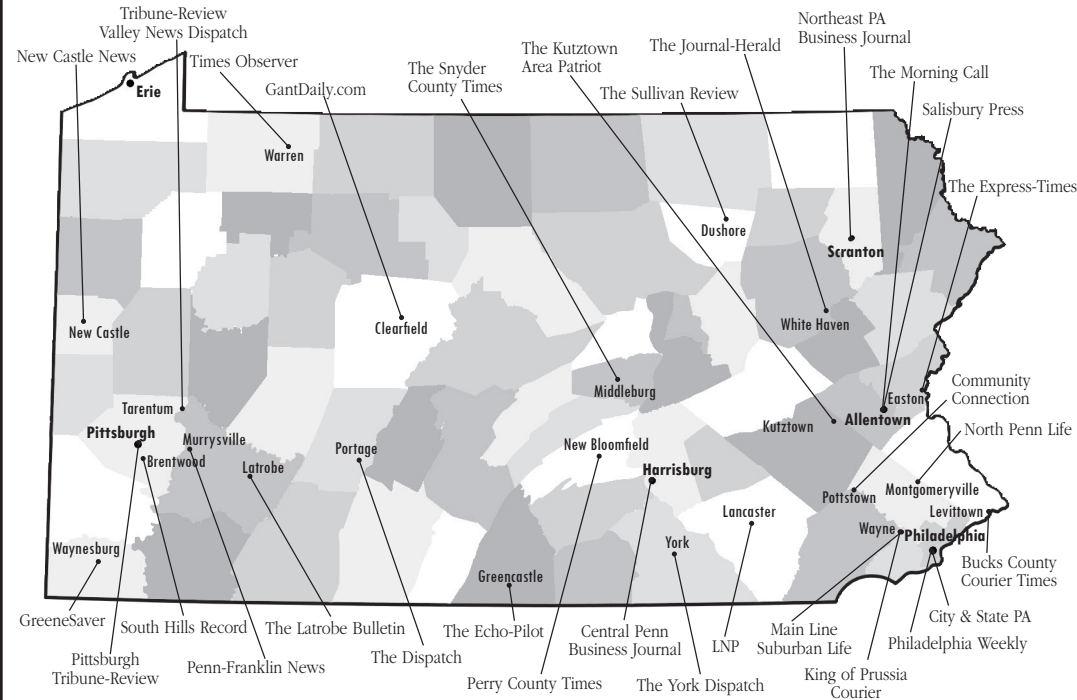 Tribune-Review
Valley News Dispatch
New Castle News
Times Observer
GantDaily.com
The Snyder
County Times
The Kutztown
Area Patriot
The Journal-Herald
The Sullivan Review
Northeast PA
Business Journal
The Morning Call
Salisbury Press
The Express-Times
Erie
Warren
Dushore
Scranton
New Castle
Clearfield
White Haven
Middleburg
Community
Connection
Easton
Tarentum
Allentown
Kutztown
Pittsburgh
Murrysville
North Penn Life
Brentwood
Latrobe
Portage
New Bloomfield
Harrisburg
Pottstown
Montgomeryville
Lancaster
Levittown
Wayne
Philadelphia
Waynesburg
York
Greencastle
Bucks County
Courier Times
GreeneSaver
South Hills Record
The Latrobe Bulletin
The Echo-Pilot
Central Penn
Business Journal
LNP
Main Line
Suburban Life
City & State PA
Philadelphia Weekly
Pittsburgh
Tribune-Review
Penn-Franklin News
The Dispatch
Perry County Times
The York Dispatch
King of Prussia
Courier